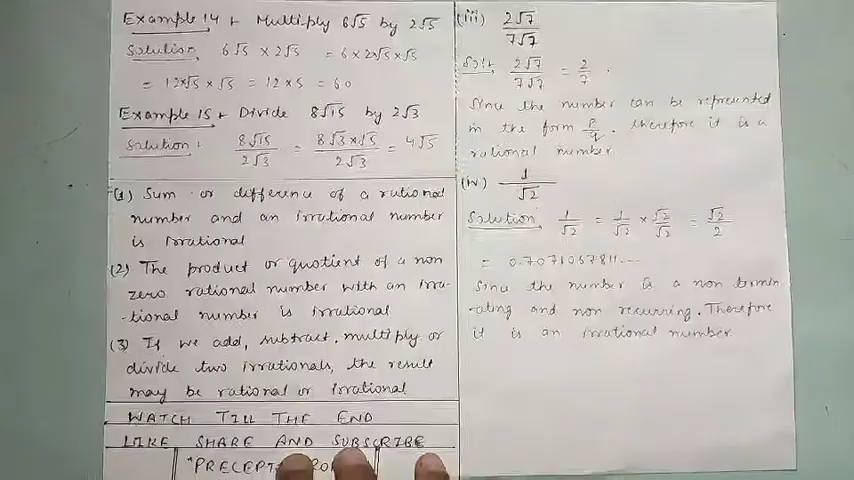 Example 14 → Multiply 6√5 by 2√5
Solution, 6√5 × 2√5 = 6×2√5×√5
= 12×√5 × √5 = 12 × 5 = 60
Example 15 → Divide 8√15 by 2√3
Solution : 8√15/2√3 = 8√3×√5/2√3 = 4√5
(1) Sum or difference of a rational
number and an irrational number
is Irrational
(2) The product or quotient of a non
zero rational number with an irra-
-tional number is irrational
(3) If we add, subtract, multiply or
divide two irrationals, the result
may be rational or irrational
WATCH TILL THE END
LIKE SHARE AND SUBSCRIBE
"PRECEPT
(iii) 2√7/7√7
Sol:, 2√7/7√7 = 2/7 .
Since the number can be represented
in the form p/q. therefore it is a
rational number.
(iv) 1/√2
Solution, 1/√2 = 1/√2 × √2/√2 = √2/2
= 0.7071067811...
Since the number is a non termin
-ating and non recurring. Therefore
it is an irrational number